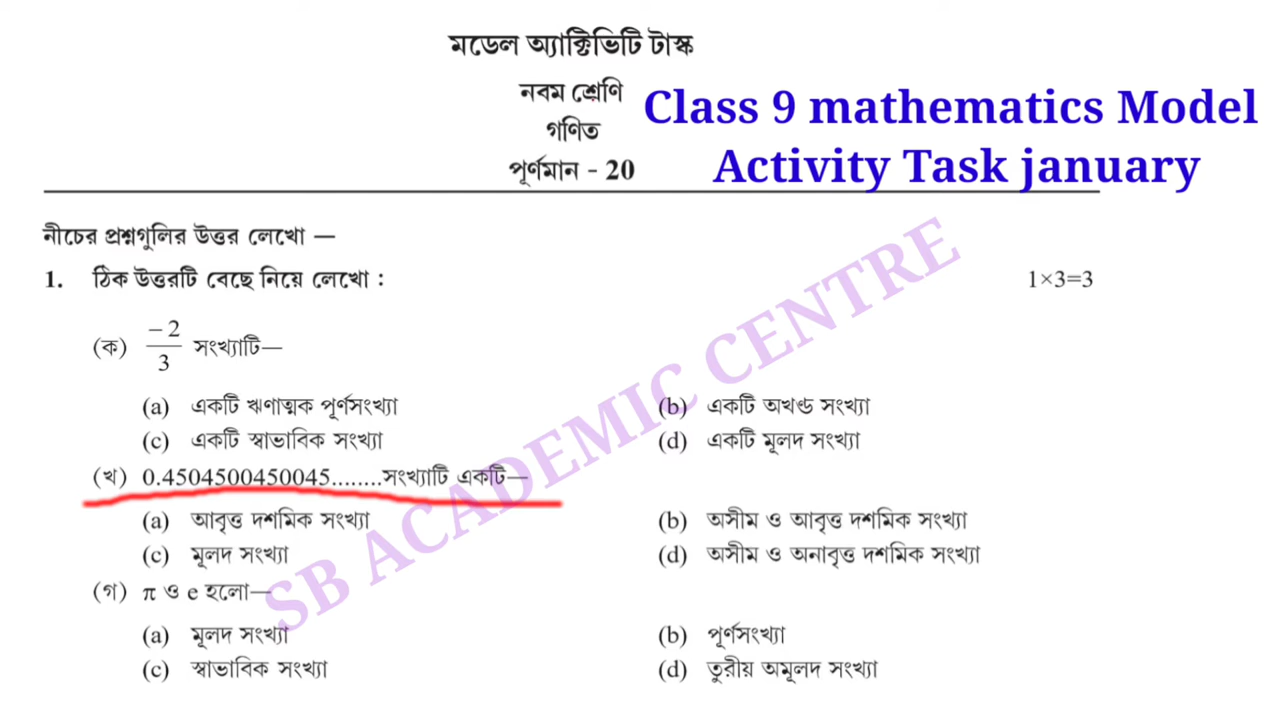 মডেল অ্যাক্টিভিটি টাস্ক
নবম শ্রেণি
গণিত
পূর্ণমান - 20
Class 9 mathematics Model
Activity Task january
নীচের প্রশ্নগুলির উত্তর লেখো —
1. ঠিক উত্তরটি বেছে নিয়ে লেখো : 1×3=3
(ক) −2/3 সংখ্যাটি—
(a) একটি ঋণাত্মক পূর্ণসংখ্যা (b) একটি অখণ্ড সংখ্যা
(c) একটি স্বাভাবিক সংখ্যা (d) একটি মূলদ সংখ্যা
(খ) 0.4504500450045........সংখ্যাটি একটি—
(a) আবৃত্ত দশমিক সংখ্যা (b) অসীম ও আবৃত্ত দশমিক সংখ্যা
(c) মূলদ সংখ্যা (d) অসীম ও অনাবৃত্ত দশমিক সংখ্যা
(গ) π ও e হলো—
(a) মূলদ সংখ্যা (b) পূর্ণসংখ্যা
(c) স্বাভাবিক সংখ্যা (d) তুরীয় অমূলদ সংখ্যা
SB ACADEMIC CENTRE